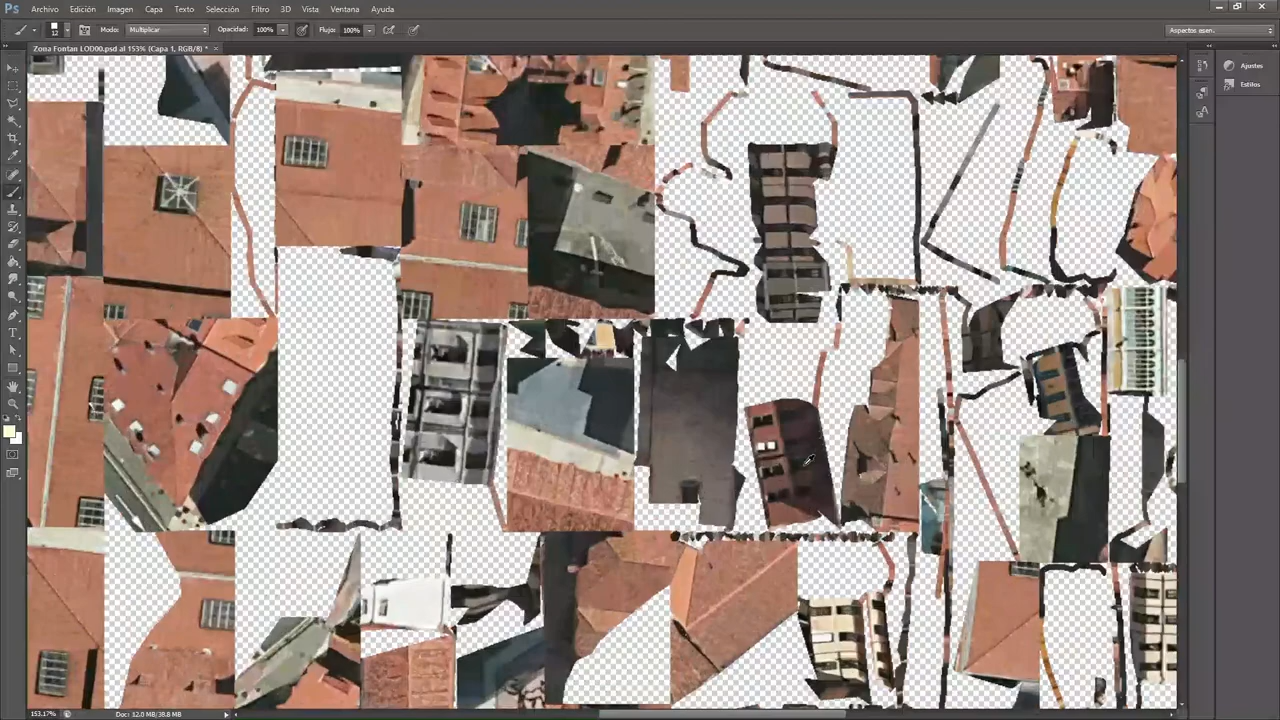 Ps Archivo Edición Imagen Capa Texto Selección Filtro 3D Vista Ventana Ayuda
12 Modo: Multiplicar Opacidad: 100% Flujo: 100% Aspectos esen.
Zona Fontan LOD00.psd al 153% (Capa 1, RGB/8) * ×
Ajustes
Estilos
153.17% Doc: 12.0 MB/38.8 MB